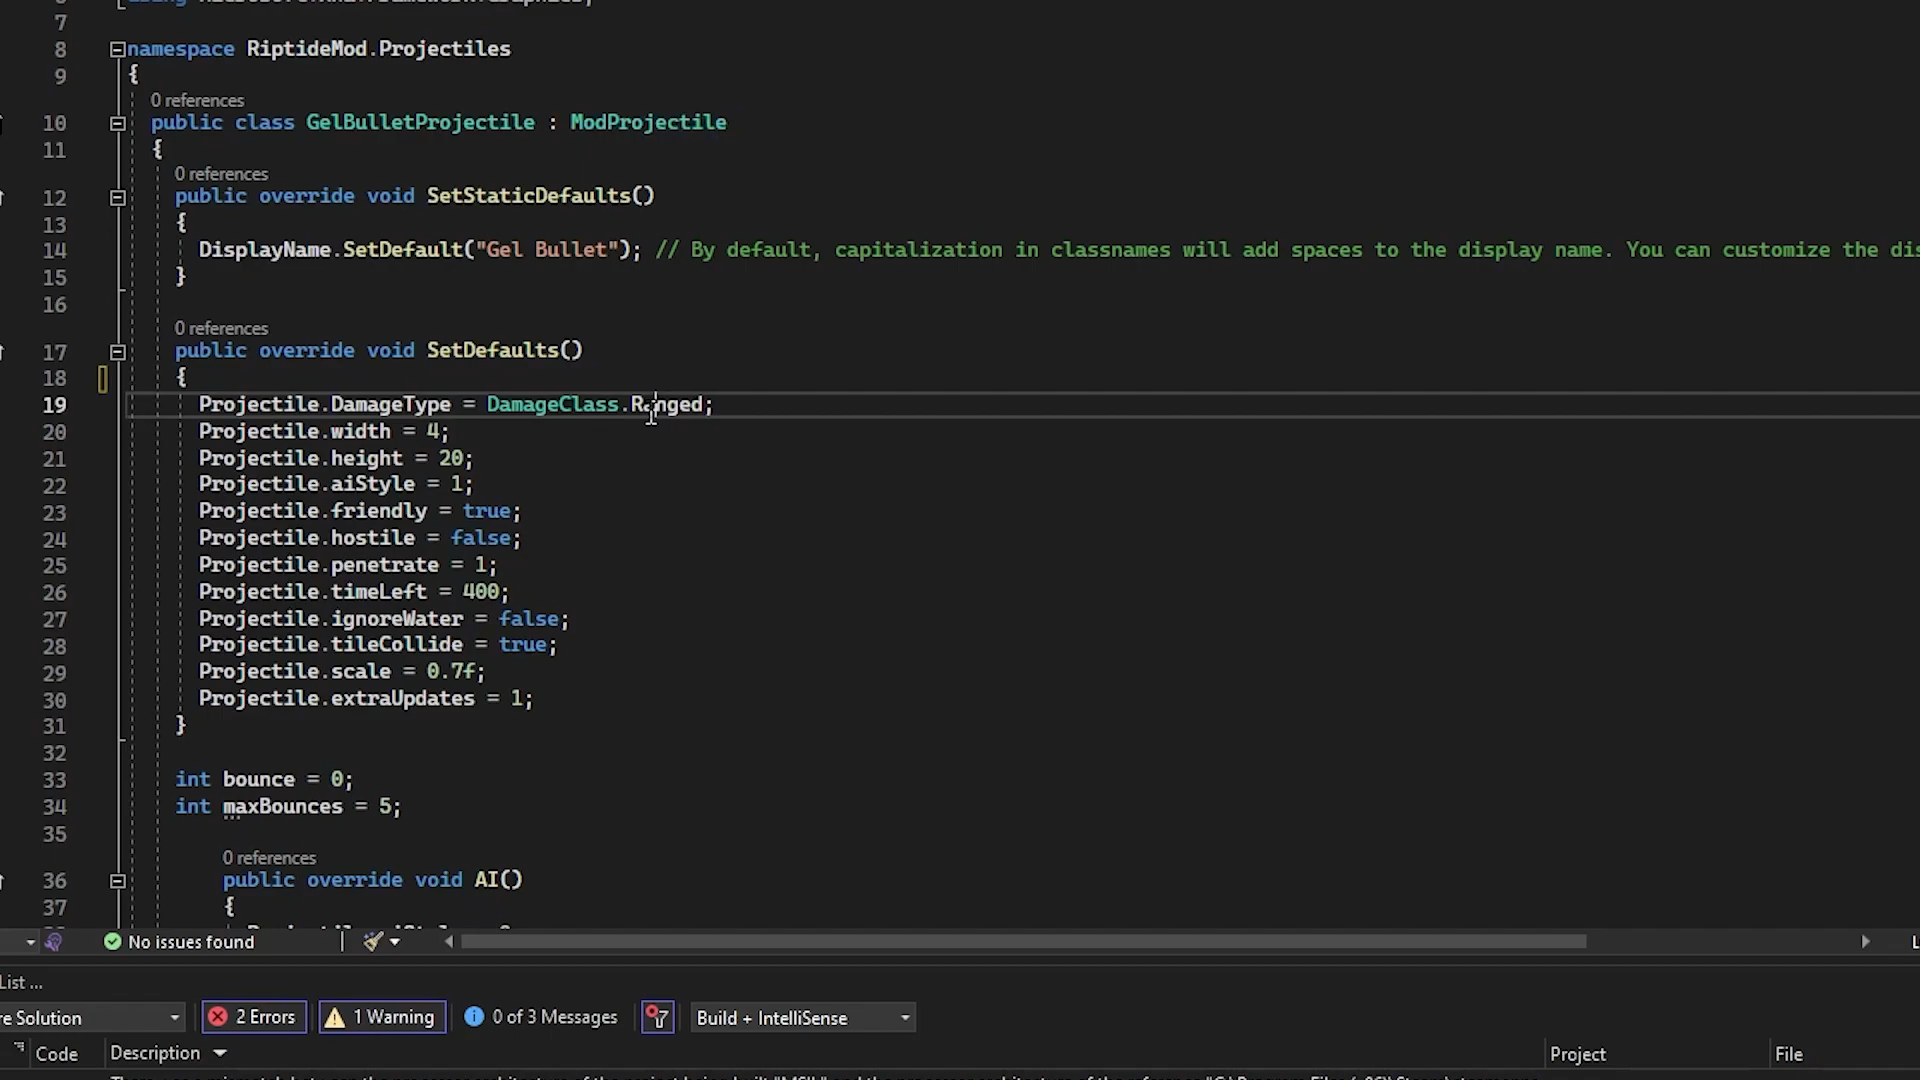 7
8 namespace RiptideMod.Projectiles
9 {
0 references
10 public class GelBulletProjectile : ModProjectile
11 {
0 references
12 public override void SetStaticDefaults()
13 {
14 DisplayName.SetDefault("Gel Bullet"); // By default, capitalization in classnames will add spaces to the display name. You can customize the dis
15 }
16
0 references
17 public override void SetDefaults()
18 {
19 Projectile.DamageType = DamageClass.Ranged;
20 Projectile.width = 4;
21 Projectile.height = 20;
22 Projectile.aiStyle = 1;
23 Projectile.friendly = true;
24 Projectile.hostile = false;
25 Projectile.penetrate = 1;
26 Projectile.timeLeft = 400;
27 Projectile.ignoreWater = false;
28 Projectile.tileCollide = true;
29 Projectile.scale = 0.7f;
30 Projectile.extraUpdates = 1;
31 }
32
33 int bounce = 0;
34 int maxBounces = 5;
35
0 references
36 public override void AI()
37 {
No issues found
List ...
re Solution 2 Errors 1 Warning 0 of 3 Messages Build + IntelliSense
Code Description Project File